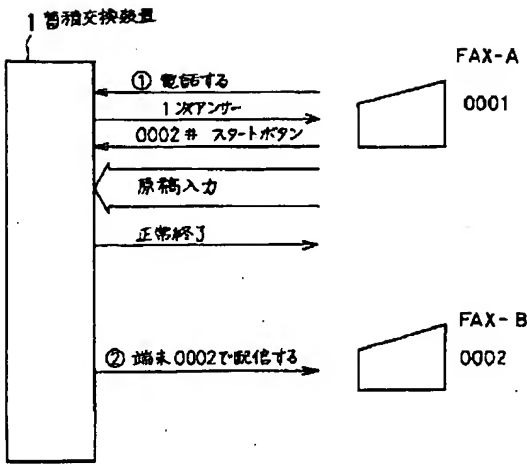 1 蓄積交換装置
FAX-A
① 電話する
0001
1次アンサー
0002# スタートボタン
原稿入力
正常終了
FAX-B
② 端末0002で配信する
0002